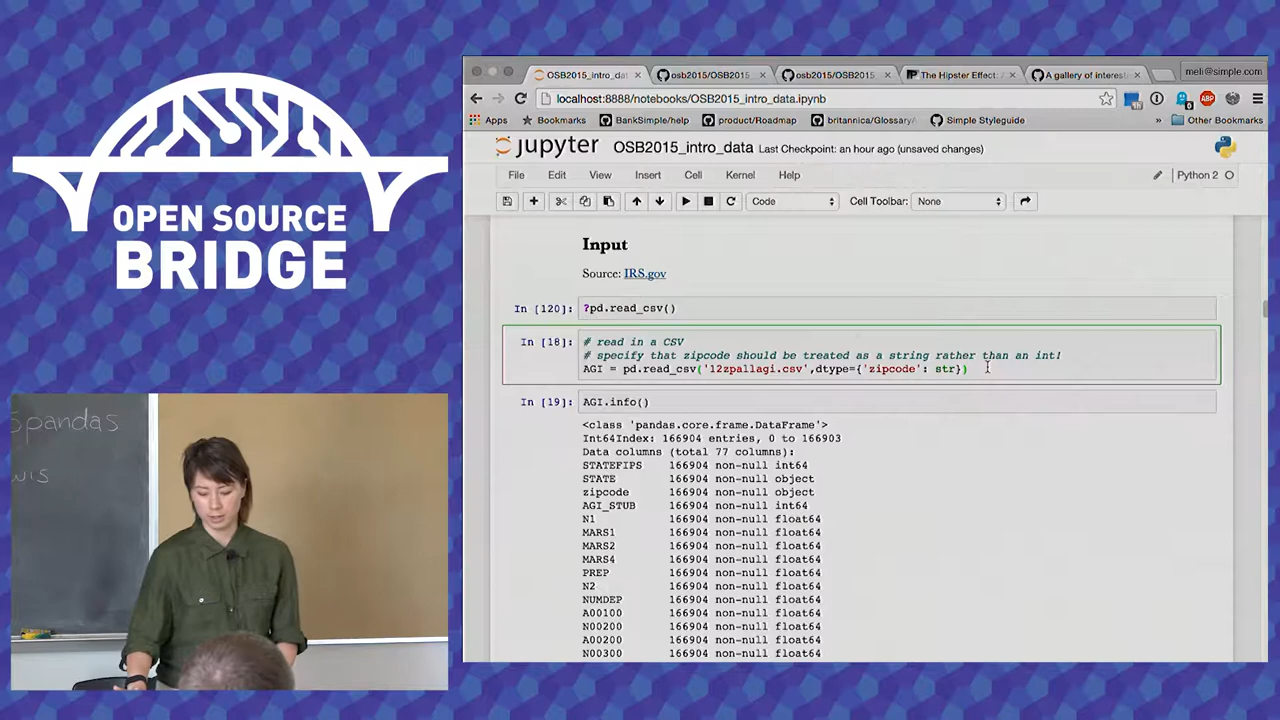 OPEN SOURCE
BRIDGE
pandas
OSB2015_intro_dat
osb2015/OSB2015
osb2015/OSB2015
The Hipster Effect: A
A gallery of interest
meli@simple.com
localhost:8888/notebooks/OSB2015_intro_data.ipynb
Apps Bookmarks BankSimple/help product/Roadmap britannica/Glossary Simple Styleguide » Other Bookmarks
jupyter OSB2015_intro_data Last Checkpoint: an hour ago (unsaved changes)
File Edit View Insert Cell Kernel Help Python 2
Code Cell Toolbar: None
Input
Source: IRS.gov
In [120]: ?pd.read_csv()
In [18]: # read in a CSV
# specify that zipcode should be treated as a string rather than an int!
AGI = pd.read_csv('12zpallagi.csv',dtype={'zipcode': str})
In [19]: AGI.info()
<class 'pandas.core.frame.DataFrame'>
Int64Index: 166904 entries, 0 to 166903
Data columns (total 77 columns):
STATEFIPS 166904 non-null int64
STATE 166904 non-null object
zipcode 166904 non-null object
AGI_STUB 166904 non-null int64
N1 166904 non-null float64
MARS1 166904 non-null float64
MARS2 166904 non-null float64
MARS4 166904 non-null float64
PREP 166904 non-null float64
N2 166904 non-null float64
NUMDEP 166904 non-null float64
A00100 166904 non-null float64
N00200 166904 non-null float64
A00200 166904 non-null float64
N00300 166904 non-null float64